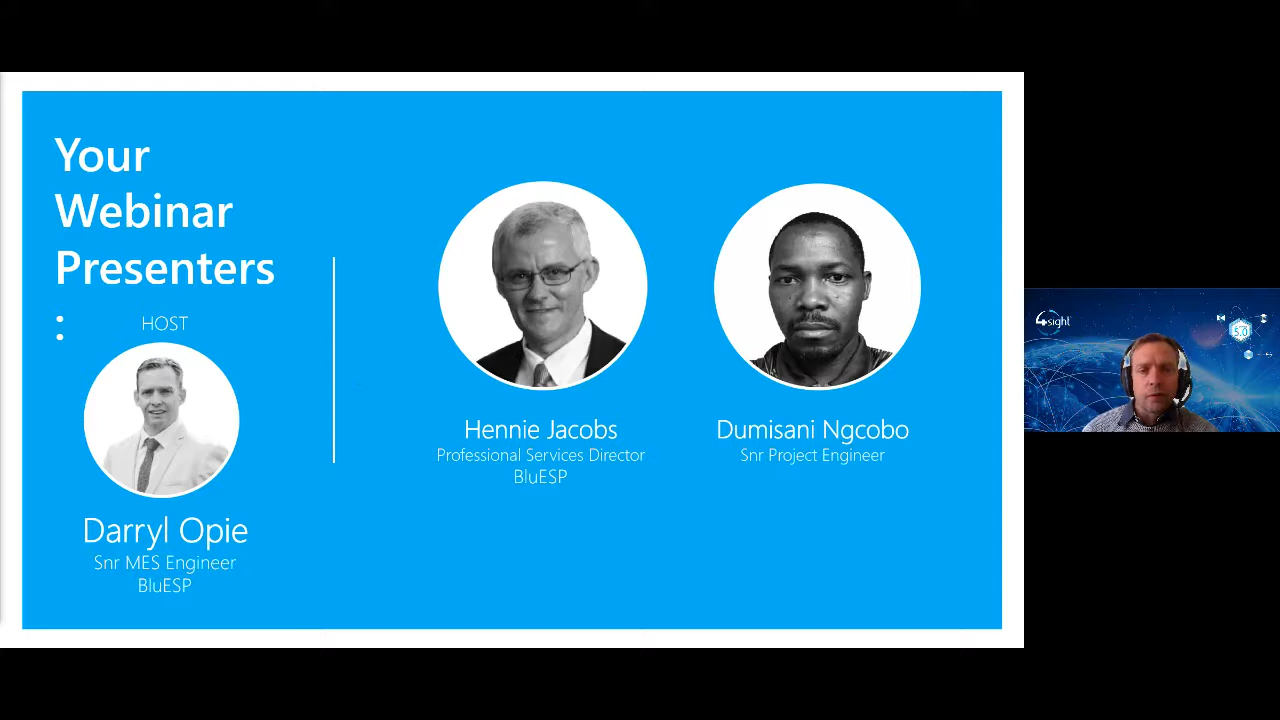 Your
Webinar
Presenters
:
HOST
Darryl Opie
Snr MES Engineer
BluESP
Hennie Jacobs
Professional Services Director
BluESP
Dumisani Ngcobo
Snr Project Engineer
4sight
5.0